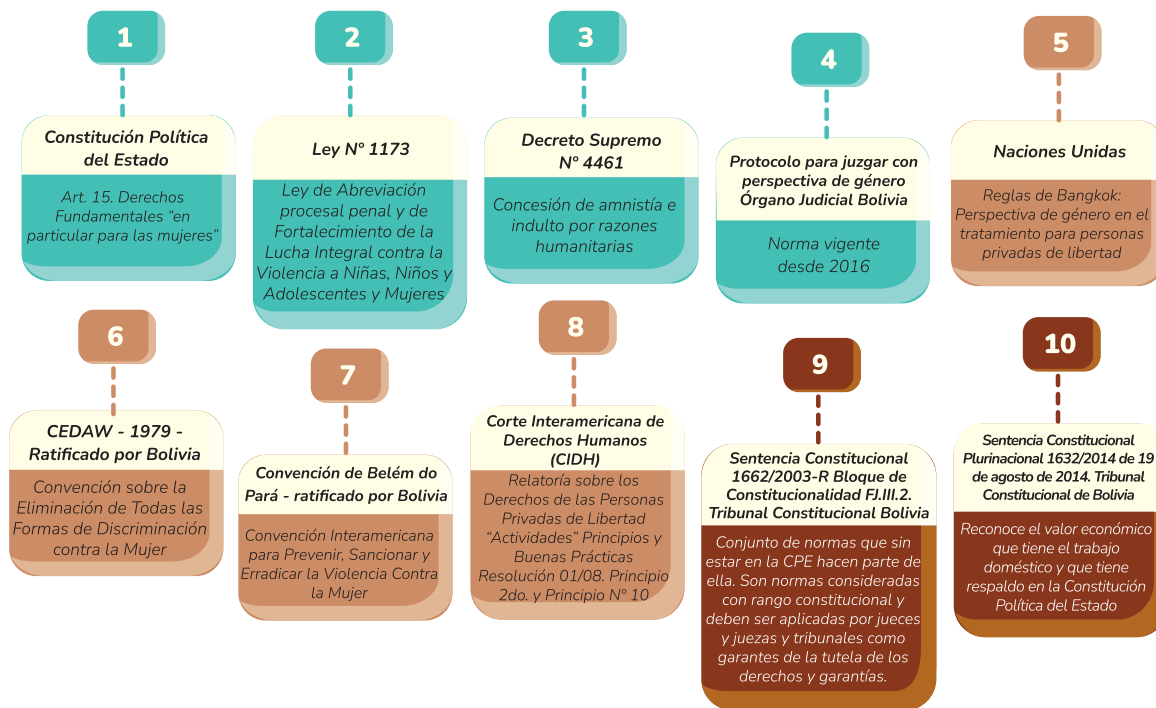 1
Constitución Política
del Estado
Art. 15. Derechos
Fundamentales “en
particular para las mujeres”
2
Ley N° 1173
Ley de Abreviación
procesal penal y de
Fortalecimiento de la
Lucha Integral contra la
Violencia a Niñas, Niños y
Adolescentes y Mujeres
3
Decreto Supremo
N° 4461
Concesión de amnistía e
indulto por razones
humanitarias
4
Protocolo para juzgar con
perspectiva de género
Órgano Judicial Bolivia
Norma vigente
desde 2016
5
Naciones Unidas
Reglas de Bangkok:
Perspectiva de género en el
tratamiento para personas
privadas de libertad
6
CEDAW - 1979 -
Ratificado por Bolivia
Convención sobre la
Eliminación de Todas las
Formas de Discriminación
contra la Mujer
7
Convención de Belém do
Pará - ratificado por Bolivia
Convención Interamericana
para Prevenir, Sancionar y
Erradicar la Violencia Contra
la Mujer
8
Corte Interamericana de
Derechos Humanos
(CIDH)
Relatoría sobre los
Derechos de las Personas
Privadas de Libertad
“Actividades” Principios y
Buenas Prácticas
Resolución 01/08. Principio
2do. y Principio N° 10
9
Sentencia Constitucional
1662/2003-R Bloque de
Constitucionalidad FJ.III.2.
Tribunal Constitucional Bolivia
Conjunto de normas que sin
estar en la CPE hacen parte de
ella. Son normas consideradas
con rango constitucional y
deben ser aplicadas por jueces
y juezas y tribunales como
garantes de la tutela de los
derechos y garantías.
10
Sentencia Constitucional
Plurinacional 1632/2014 de 19
de agosto de 2014. Tribunal
Constitucional de Bolivia
Reconoce el valor económico
que tiene el trabajo
doméstico y que tiene
respaldo en la Constitución
Política del Estado